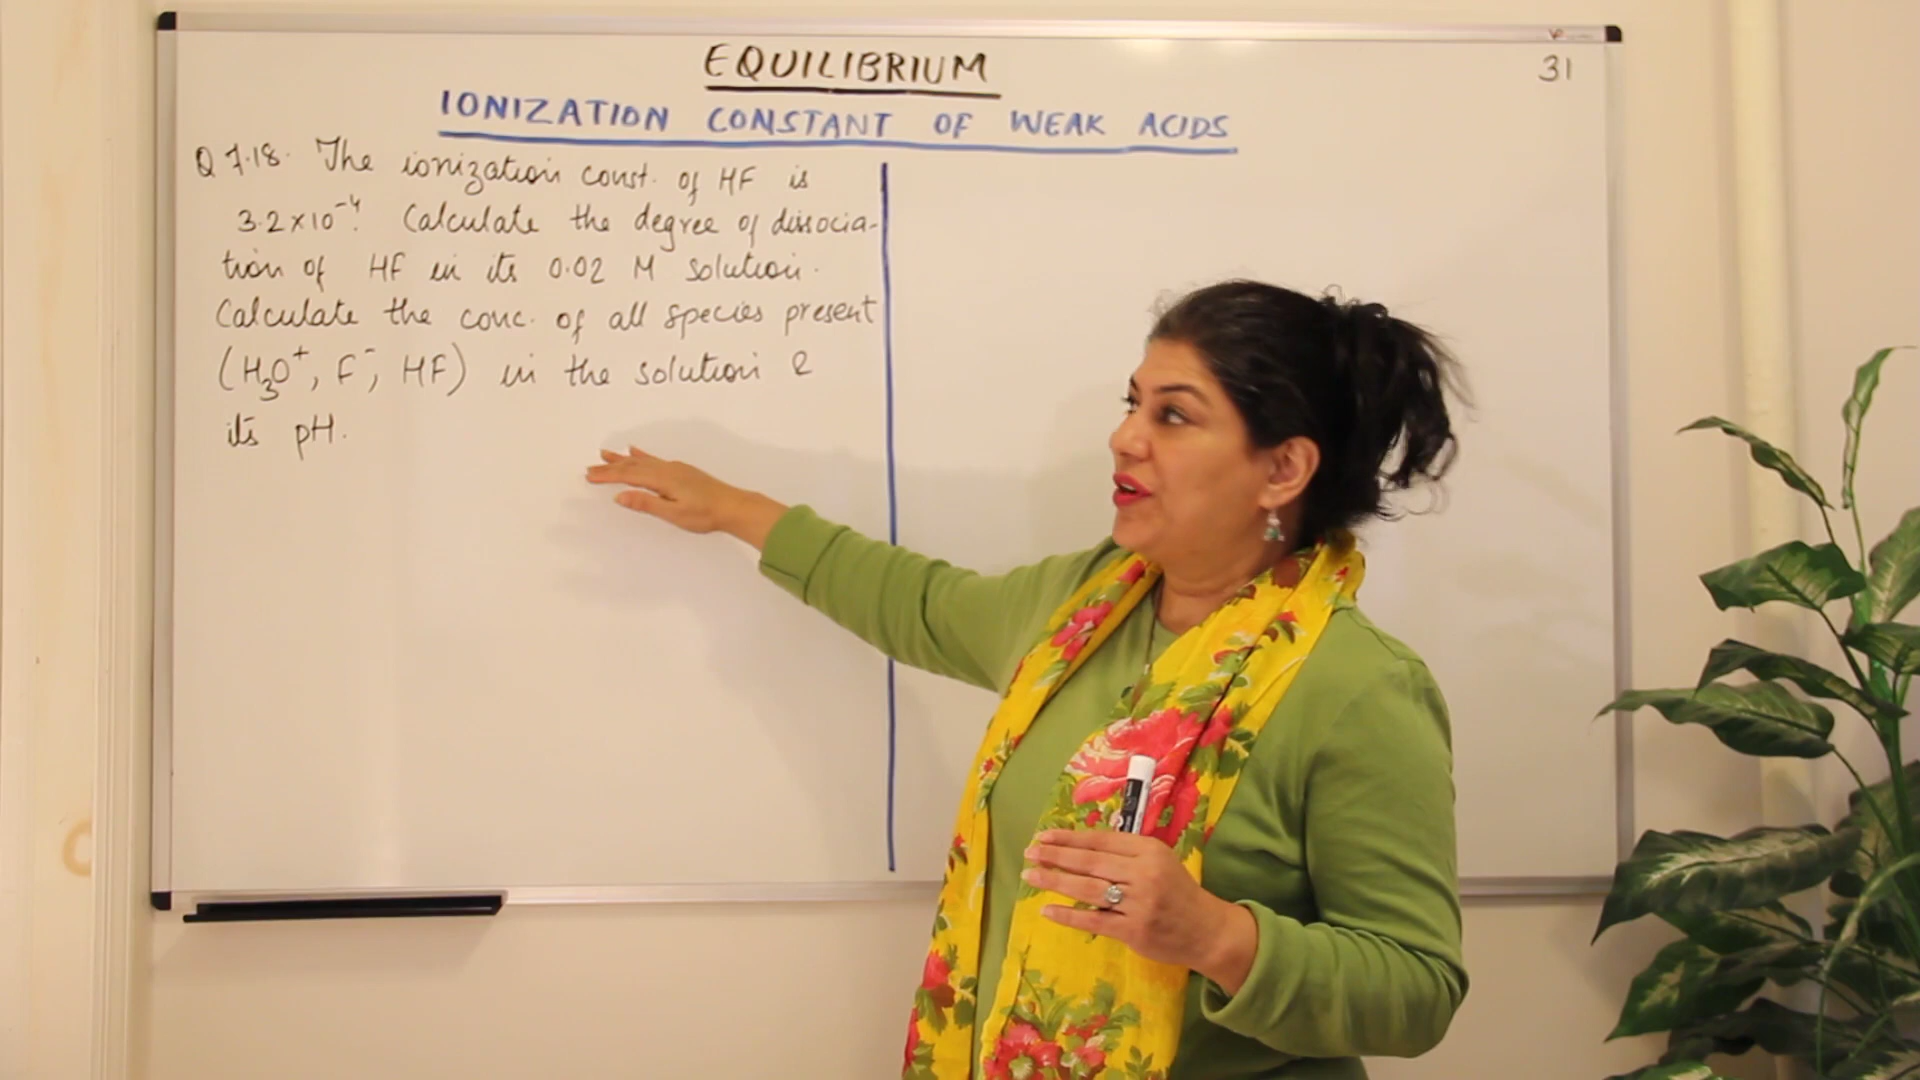 EQUILIBRIUM
31
IONIZATION CONSTANT OF WEAK ACIDS
Q 7.18. The ionization const. of HF is
3.2×10⁻⁴. Calculate the degree of dissocia-
tion of HF in its 0.02 M solution.
Calculate the conc. of all species present
(H₃O⁺, F⁻, HF) in the solution &
its pH.